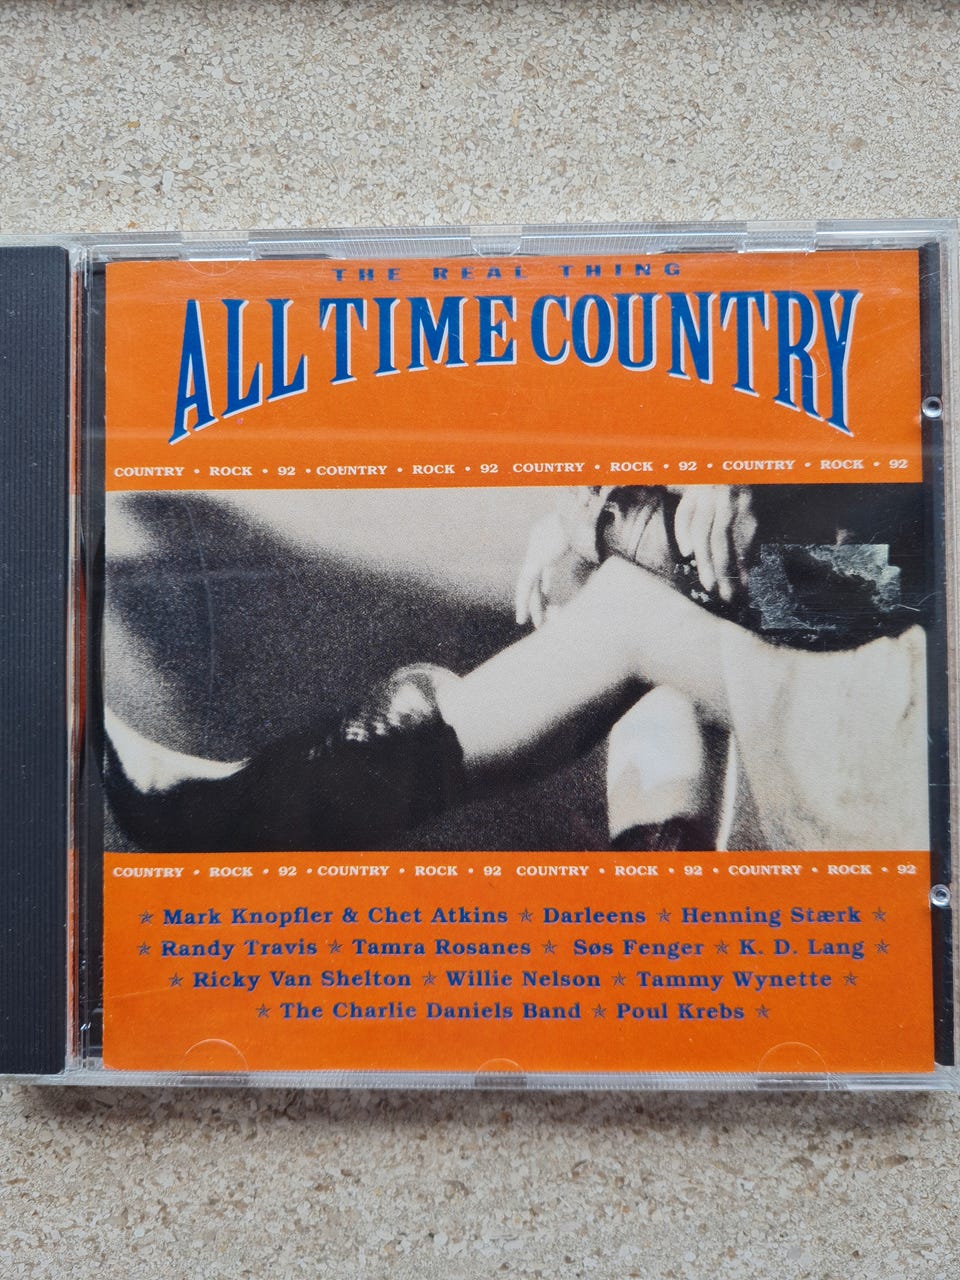 THE REAL THING
ALL TIME COUNTRY
COUNTRY • ROCK • 92 • COUNTRY • ROCK • 92 COUNTRY • ROCK • 92 • COUNTRY • ROCK • 92
COUNTRY • ROCK • 92 • COUNTRY • ROCK • 92 COUNTRY • ROCK • 92 • COUNTRY • ROCK • 92
★ Mark Knopfler & Chet Atkins ★ Darleens ★ Henning Stærk ★
★ Randy Travis ★ Tamra Rosanes ★ Søs Fenger ★ K. D. Lang ★
★ Ricky Van Shelton ★ Willie Nelson ★ Tammy Wynette ★
★ The Charlie Daniels Band ★ Poul Krebs ★